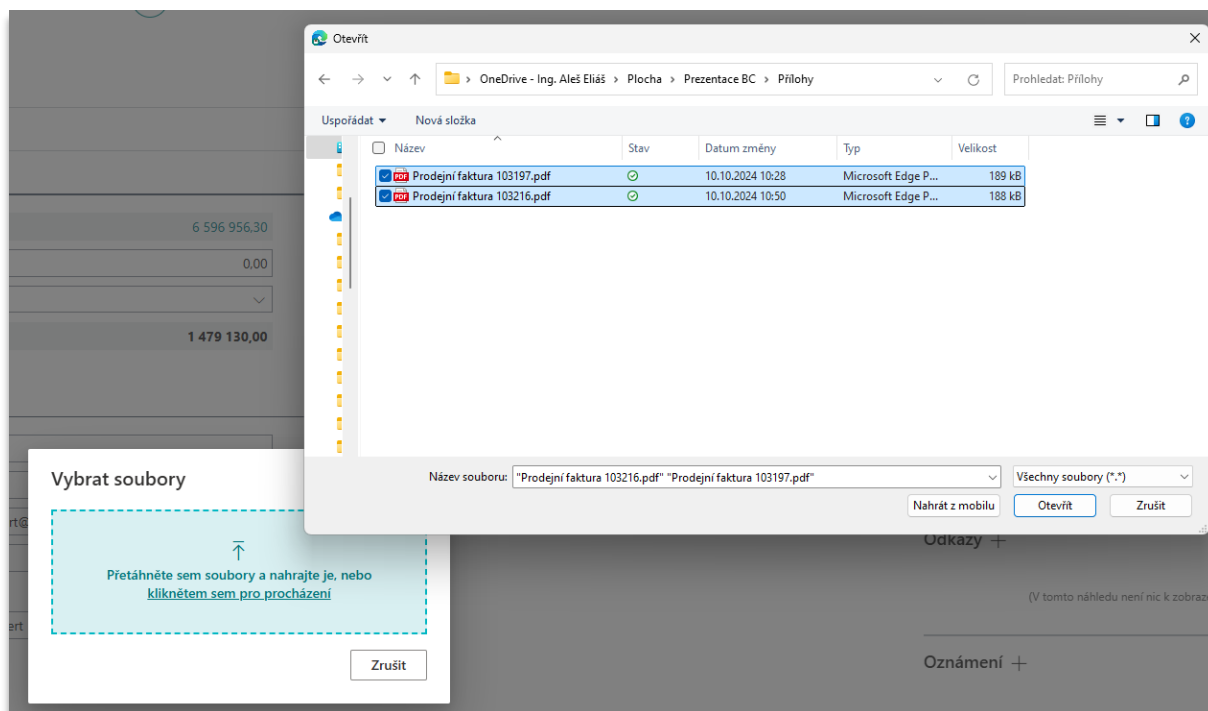 Otevřít
OneDrive - Ing. Aleš Eliáš > Plocha > Prezentace BC > Přílohy
Prohledat: Přílohy
Uspořádat
Nová složka
Název Stav Datum změny Typ Velikost
Prodejní faktura 103197.pdf 10.10.2024 10:28 Microsoft Edge P... 189 kB
Prodejní faktura 103216.pdf 10.10.2024 10:50 Microsoft Edge P... 188 kB
6 596 956,30
0,00
1 479 130,00
Název souboru: "Prodejní faktura 103216.pdf" "Prodejní faktura 103197.pdf" Všechny soubory (*.*)
Nahrát z mobilu Otevřít Zrušit
Vybrat soubory
Přetáhněte sem soubory a nahrajte je, nebo
kliknětem sem pro procházení
Zrušit
rt@
ert
Odkazy
(V tomto náhledu není nic k zobraz
Oznámení